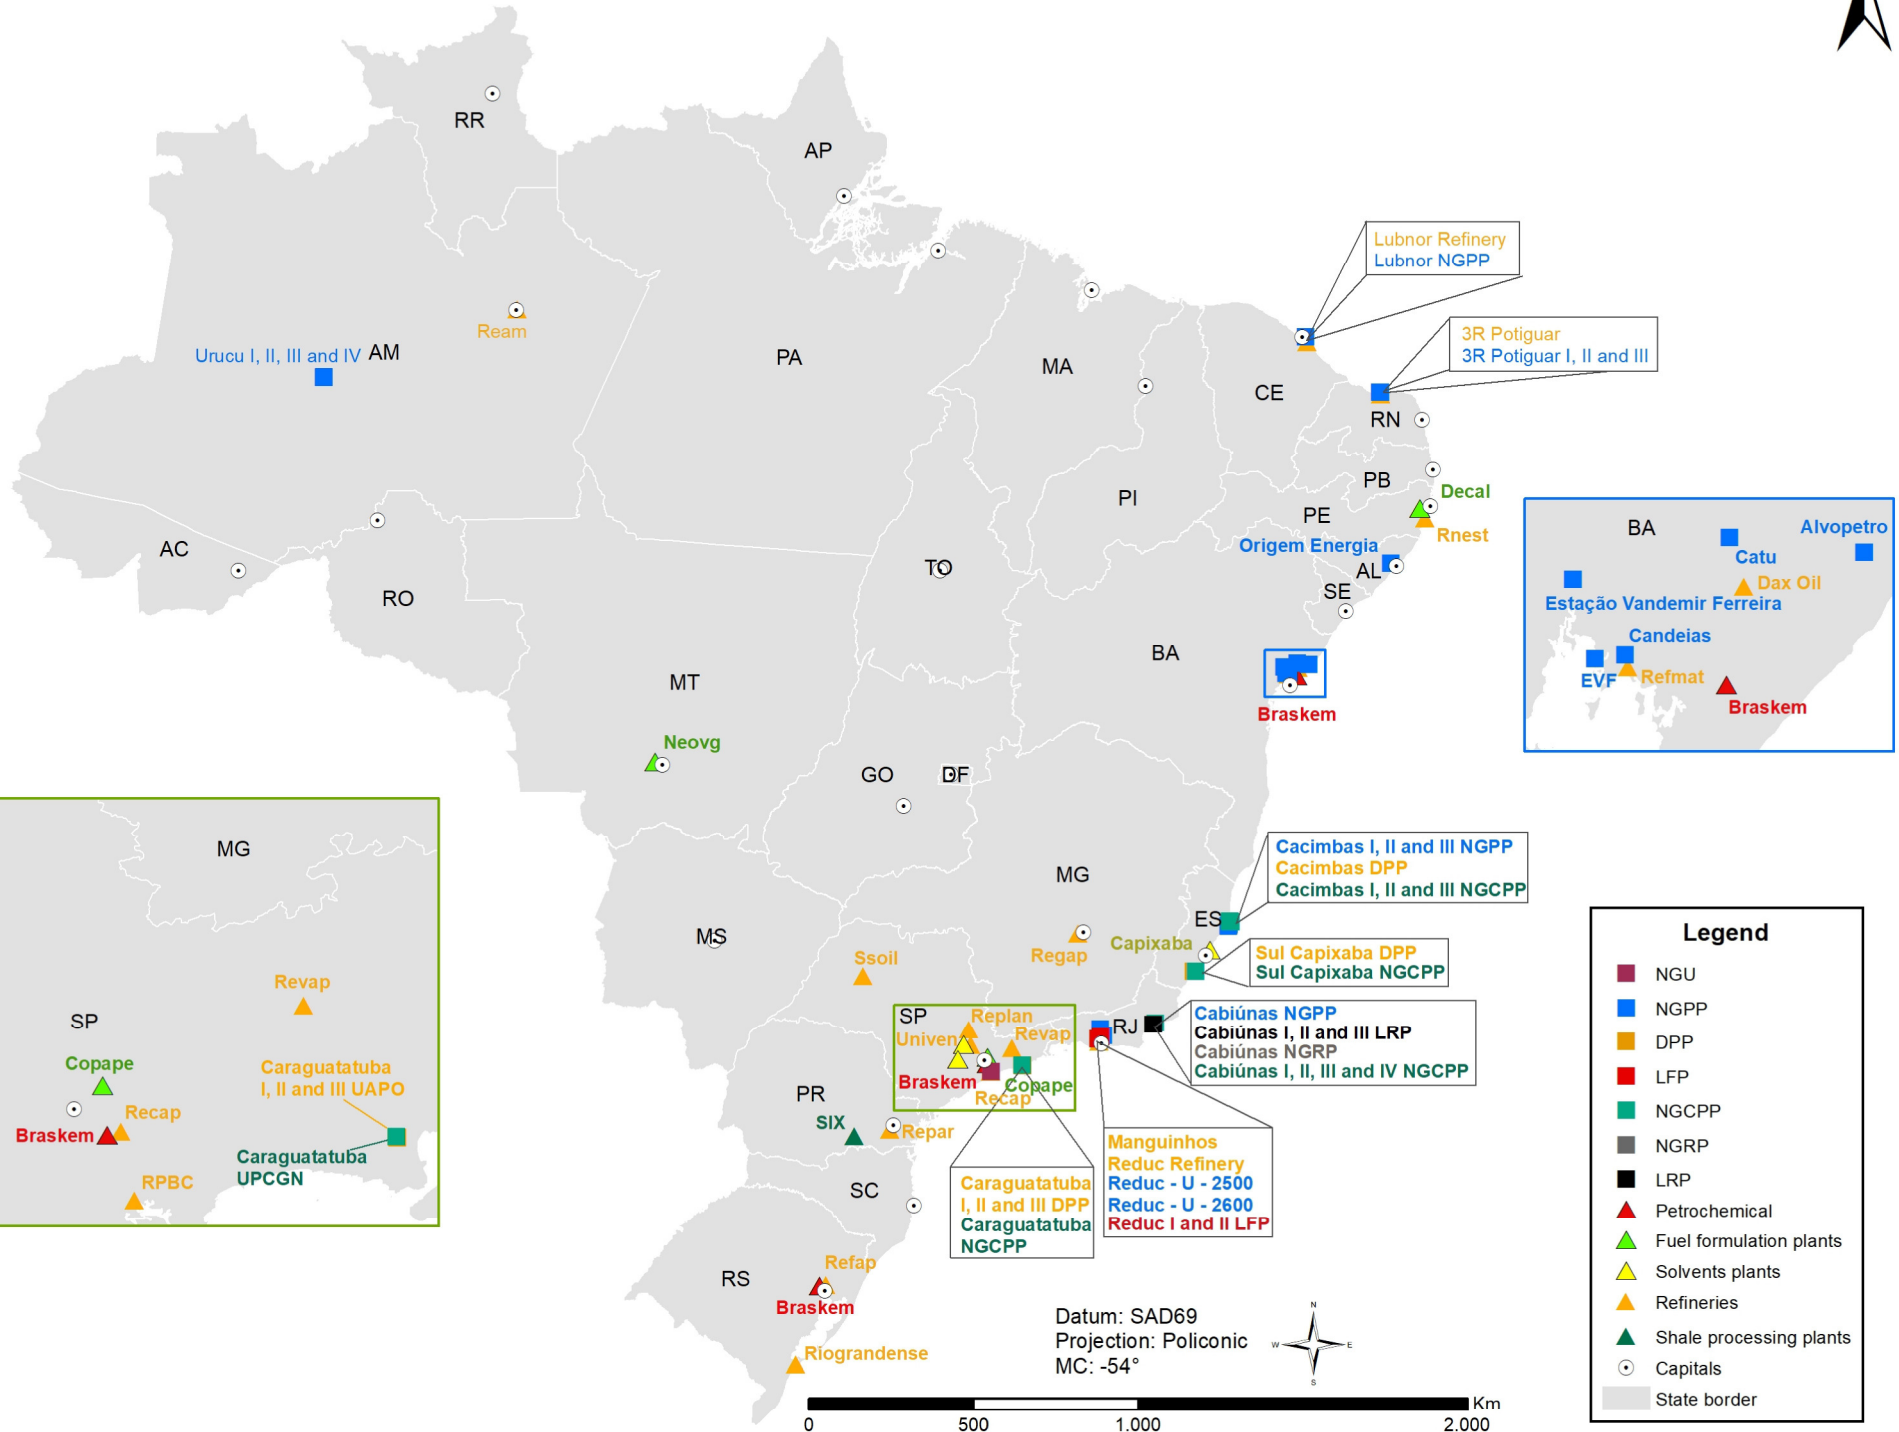 RR
AP
Lubnor Refinery
Lubnor NGPP
Ream
3R Potiguar
3R Potiguar I, II and III
Urucu I, II, III and IV
AM
PA
MA
CE
RN
PB
PI
PE
Decal
Rnest
Origem Energia
AL
SE
AC
RO
TO
BA
MT
Braskem
Neovg
GO
DF
BA
Alvopetro
Catu
Dax Oil
Estação Vandemir Ferreira
Candeias
EVF
Refmat
Braskem
MG
Revap
SP
Copape
Caraguatatuba
I, II and III UAPO
Recap
Braskem
Caraguatatuba
UPCGN
RPBC
Cacimbas I, II and III NGPP
Cacimbas DPP
Cacimbas I, II and III NGCPP
MG
ES
MS
Capixaba
Regap
Ssoil
Sul Capixaba DPP
Sul Capixaba NGCPP
SP
Replan
Univen
Revap
RJ
Cabiúnas NGPP
Cabiúnas I, II and III LRP
Cabiúnas NGRP
Cabiúnas I, II, III and IV NGCPP
Braskem
Copape
Recap
PR
SIX
Repar
Manguinhos
Reduc Refinery
Reduc - U - 2500
Reduc - U - 2600
Reduc I and II LFP
Caraguatatuba
I, II and III DPP
Caraguatatuba
NGCPP
SC
RS
Refap
Braskem
Riograndense
Datum: SAD69
Projection: Policonic
MC: -54°
N
W
E
S
Km
0
500
1.000
2.000
Legend
NGU
NGPP
DPP
LFP
NGCPP
NGRP
LRP
Petrochemical
Fuel formulation plants
Solvents plants
Refineries
Shale processing plants
Capitals
State border